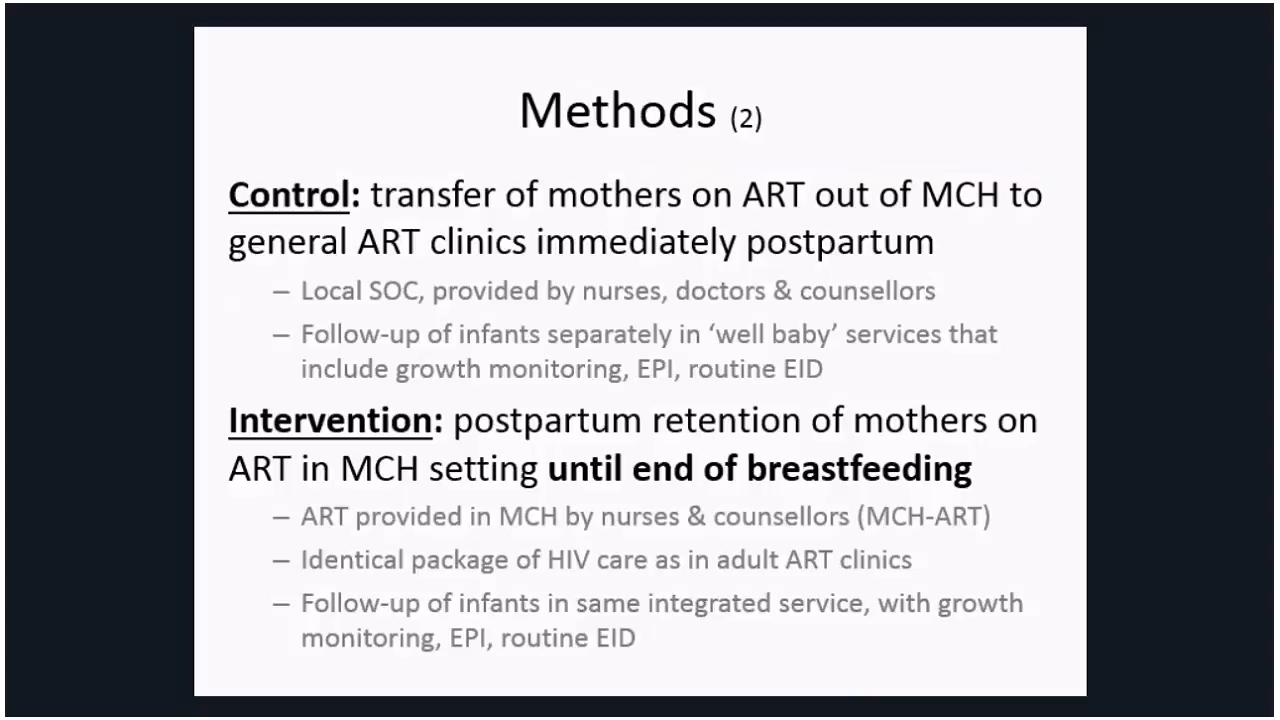 Methods (2)
Control: transfer of mothers on ART out of MCH to
general ART clinics immediately postpartum
– Local SOC, provided by nurses, doctors & counsellors
– Follow-up of infants separately in ‘well baby’ services that
include growth monitoring, EPI, routine EID
Intervention: postpartum retention of mothers on
ART in MCH setting until end of breastfeeding
– ART provided in MCH by nurses & counsellors (MCH-ART)
– Identical package of HIV care as in adult ART clinics
– Follow-up of infants in same integrated service, with growth
monitoring, EPI, routine EID